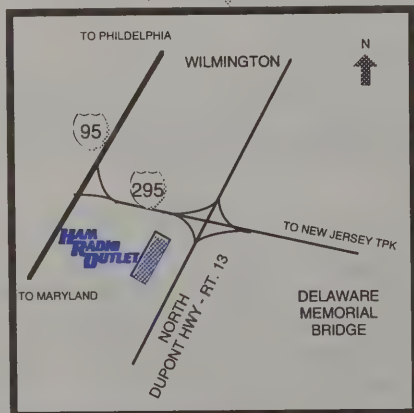 TO PHILDELPHIA
WILMINGTON
N
95
295
HAM
RADIO
OUTLET
TO NEW JERSEY TPK
TO MARYLAND
NORTH
DUPONT HWY - RT. 13
DELAWARE
MEMORIAL
BRIDGE